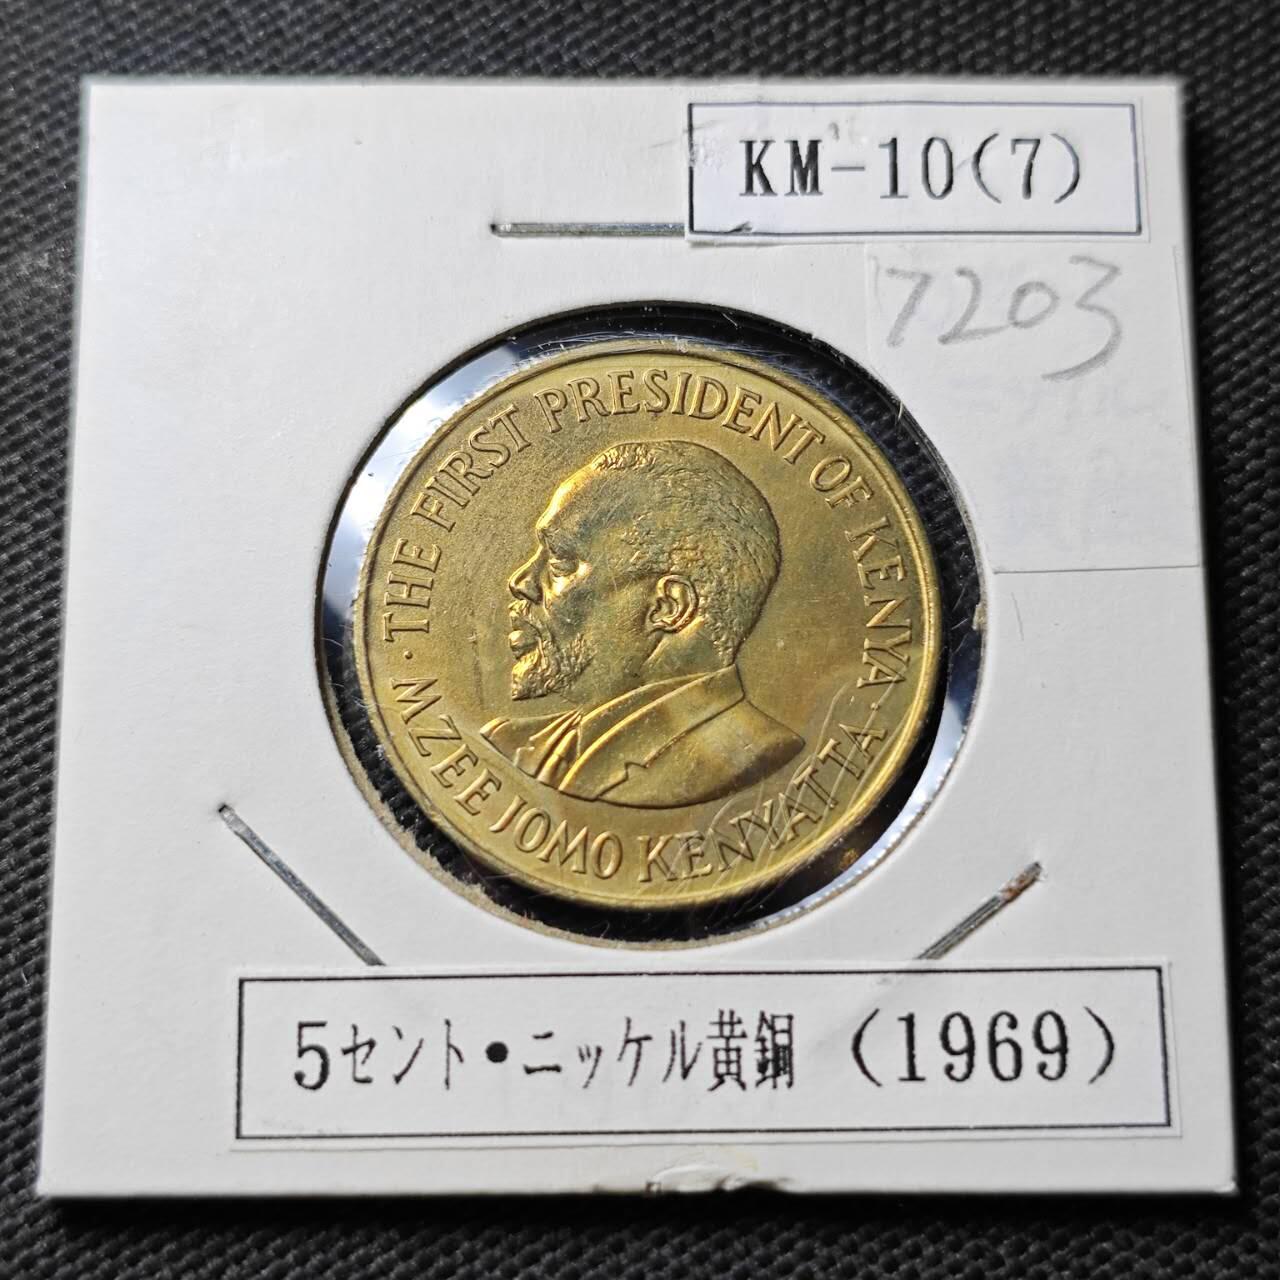 KM-10(7)
7203
· THE FIRST PRESIDENT OF KENYA ·
MZEE JOMO KENYATTA
5セント・ニッケル黄銅 (1969)